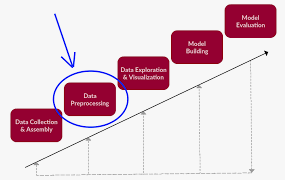 Model
Evaluation
Model
Building
Data Exploration
& Visualization
Data
Preprocessing
Data Collection
& Assembly